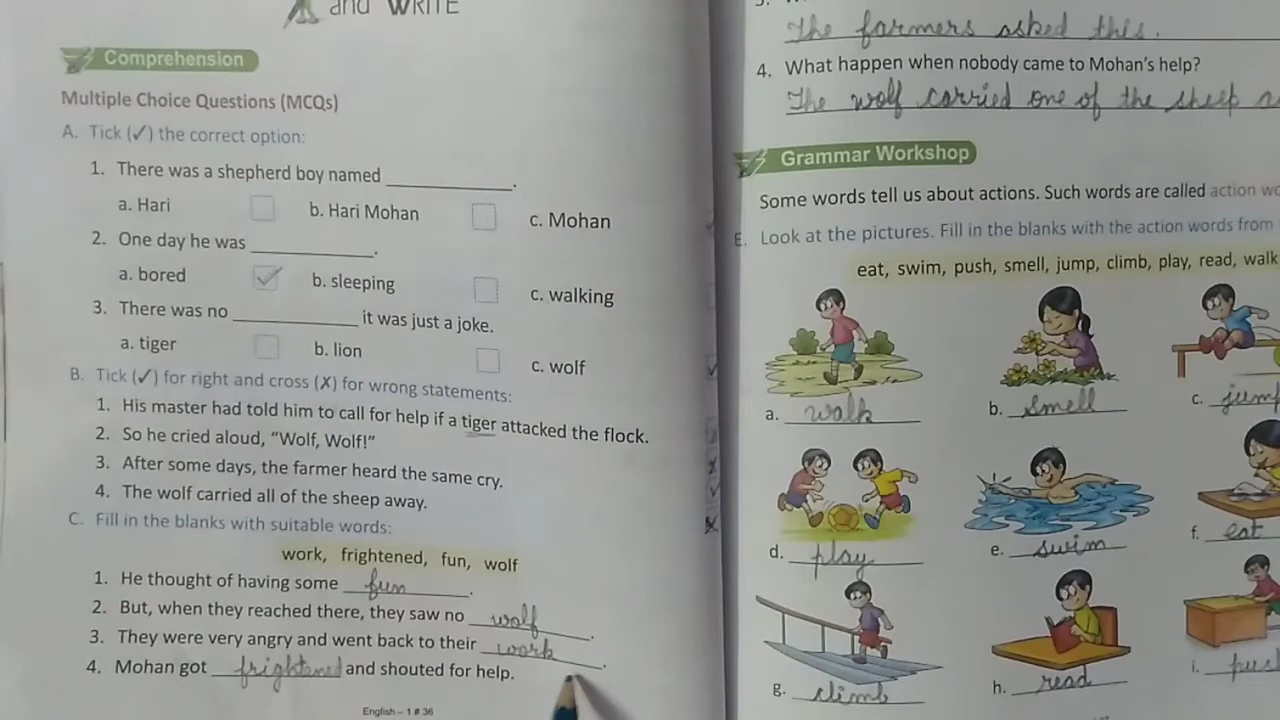 and WRITE
Comprehension
Multiple Choice Questions (MCQs)
A. Tick (✓) the correct option:
1. There was a shepherd boy named ____________.
a. Hari b. Hari Mohan c. Mohan
2. One day he was ____________.
a. bored ✓ b. sleeping c. walking
3. There was no ____________ it was just a joke.
a. tiger b. lion c. wolf
B. Tick (✓) for right and cross (✗) for wrong statements:
1. His master had told him to call for help if a tiger attacked the flock.
2. So he cried aloud, “Wolf, Wolf!”
3. After some days, the farmer heard the same cry.
4. The wolf carried all of the sheep away.
C. Fill in the blanks with suitable words:
work, frightened, fun, wolf
1. He thought of having some fun.
2. But, when they reached there, they saw no wolf.
3. They were very angry and went back to their work.
4. Mohan got frightened and shouted for help.
English – 1 # 36
The farmers asked this.
4. What happen when nobody came to Mohan's help?
The wolf carried one of the sheep
Grammar Workshop
Some words tell us about actions. Such words are called action
E. Look at the pictures. Fill in the blanks with the action words from
eat, swim, push, smell, jump, climb, play, read, walk
a. walk b. smell c. jump
d. play e. swim f. eat
g. climb h. read i.